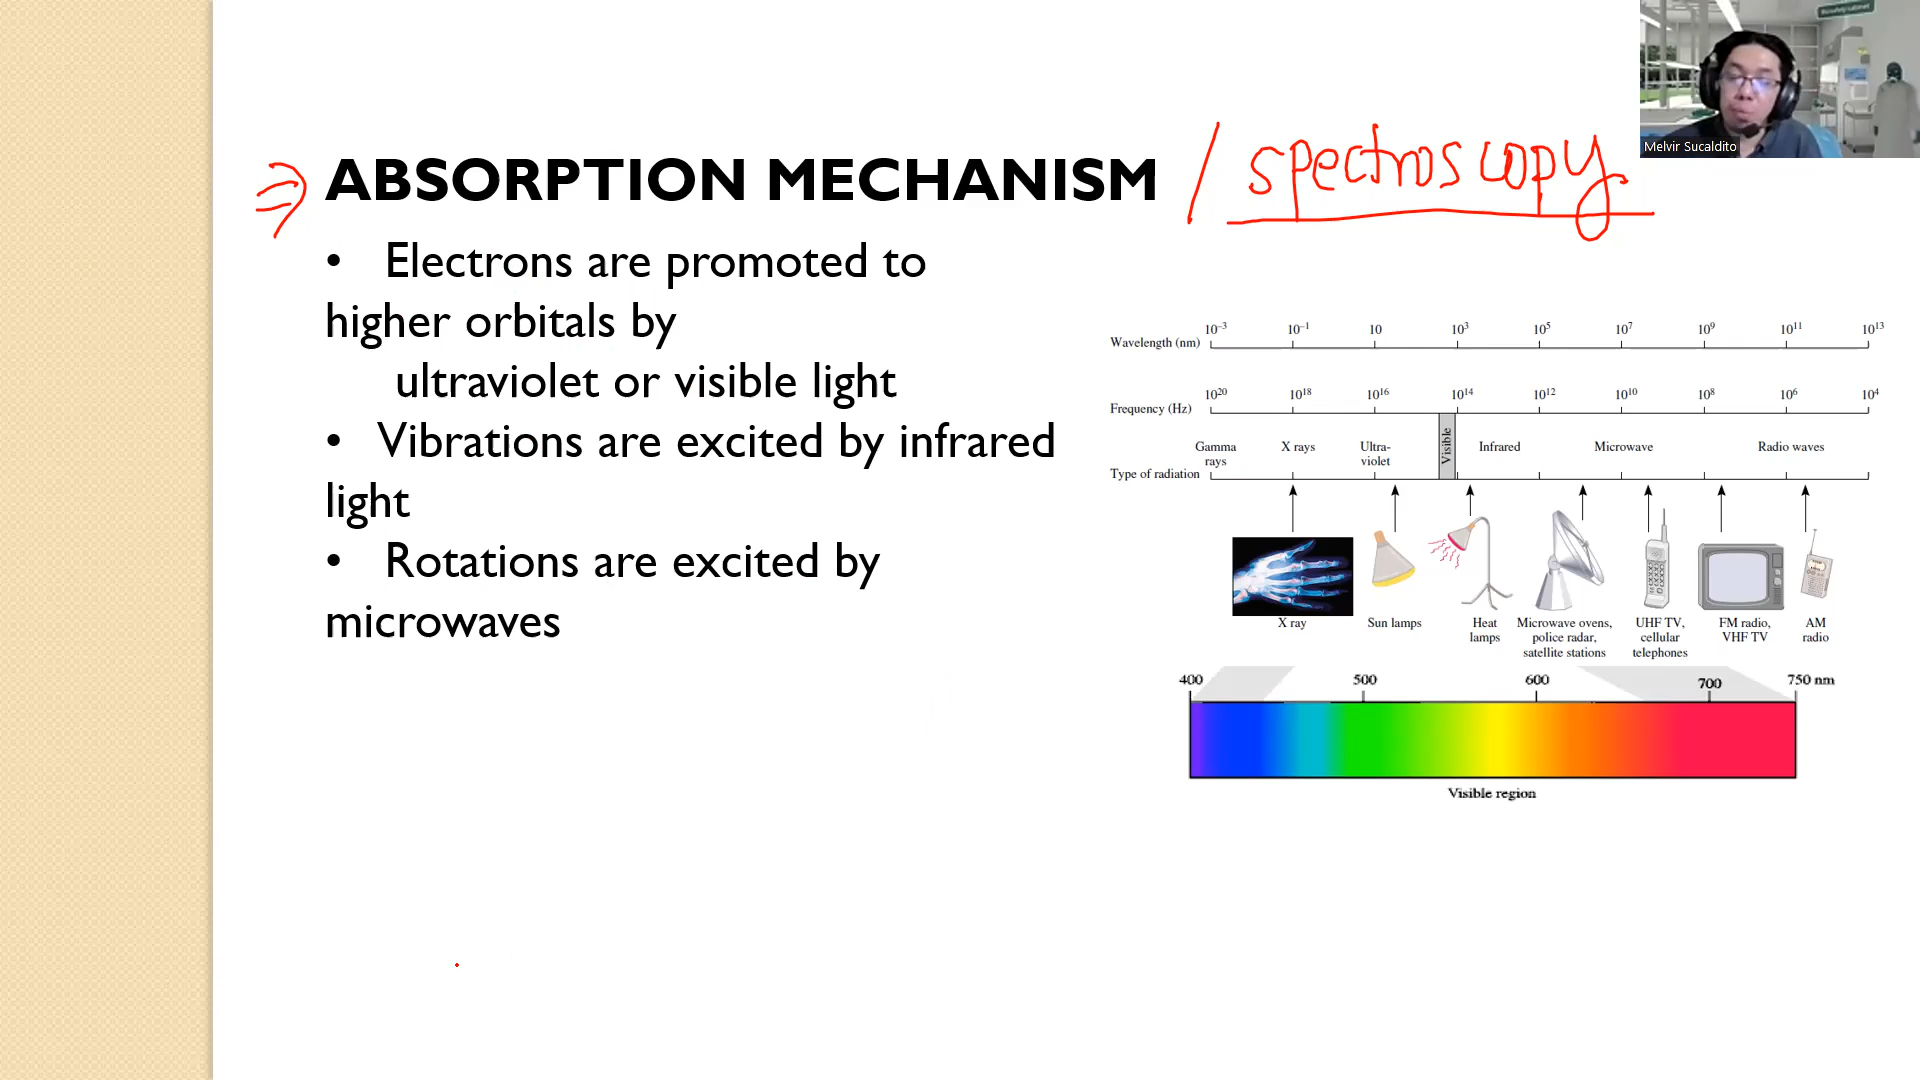 Biosafety Cabinet
Melvir Sucaldito
ABSORPTION MECHANISM / spectroscopy
• Electrons are promoted to
higher orbitals by
ultraviolet or visible light
• Vibrations are excited by infrared
light
• Rotations are excited by
microwaves
Wavelength (nm) 10⁻³ 10⁻¹ 10 10³ 10⁵ 10⁷ 10⁹ 10¹¹ 10¹³
Frequency (Hz) 10²⁰ 10¹⁸ 10¹⁶ 10¹⁴ 10¹² 10¹⁰ 10⁸ 10⁶ 10⁴
Type of radiation
Gamma
rays
X rays
Ultra-
violet
Visible
Infrared
Microwave
Radio waves
X ray
Sun lamps
Heat
lamps
Microwave ovens,
police radar,
satellite stations
UHF TV,
cellular
telephones
FM radio,
VHF TV
AM
radio
400 500 600 700 750 nm
Visible region